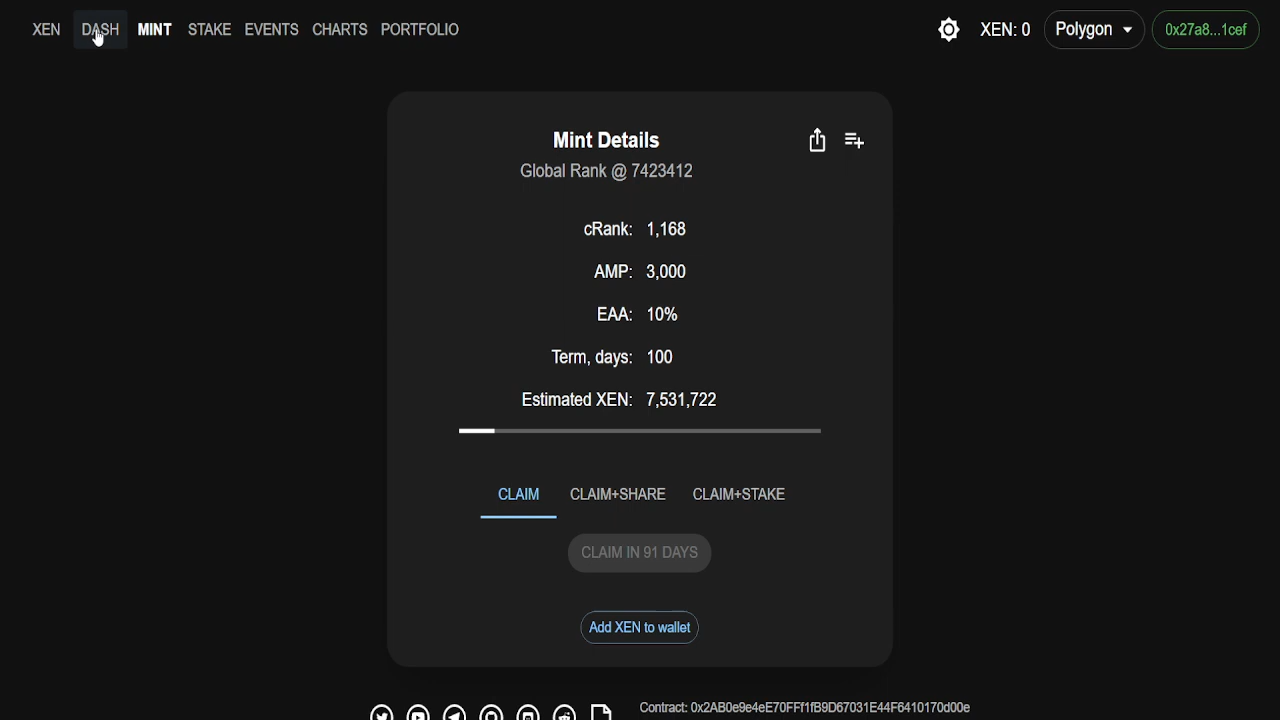 XEN DASH MINT STAKE EVENTS CHARTS PORTFOLIO XEN: 0 Polygon 0x27a8...1cef
Mint Details
Global Rank @ 7423412
cRank: 1,168
AMP: 3,000
EAA: 10%
Term, days: 100
Estimated XEN: 7,531,722
CLAIM CLAIM+SHARE CLAIM+STAKE
CLAIM IN 91 DAYS
Add XEN to wallet
Contract: 0x2AB0e9e4eE70FFf1fB9D67031E44F6410170d00e